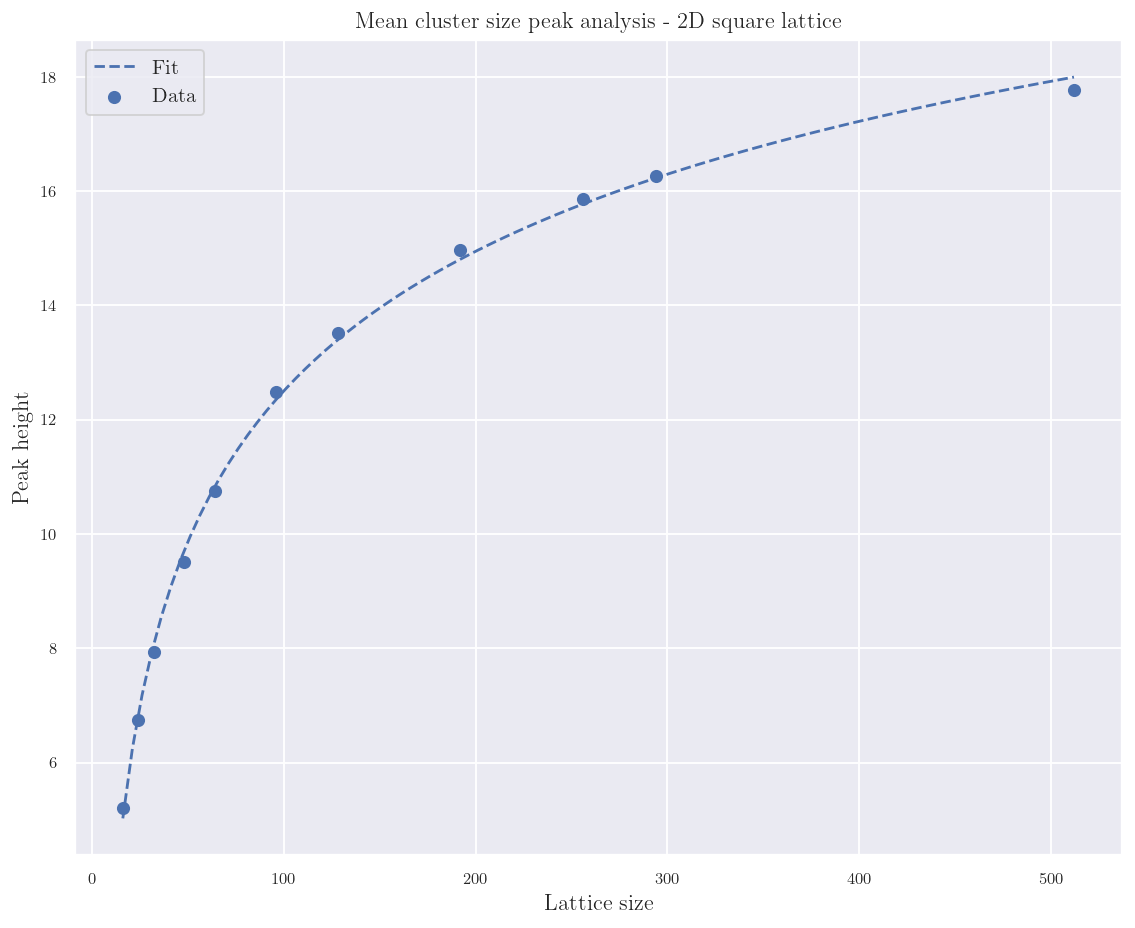 Mean cluster size peak analysis - 2D square lattice
Fit
Data
18
16
14
12
10
8
6
Peak height
0 100 200 300 400 500
Lattice size